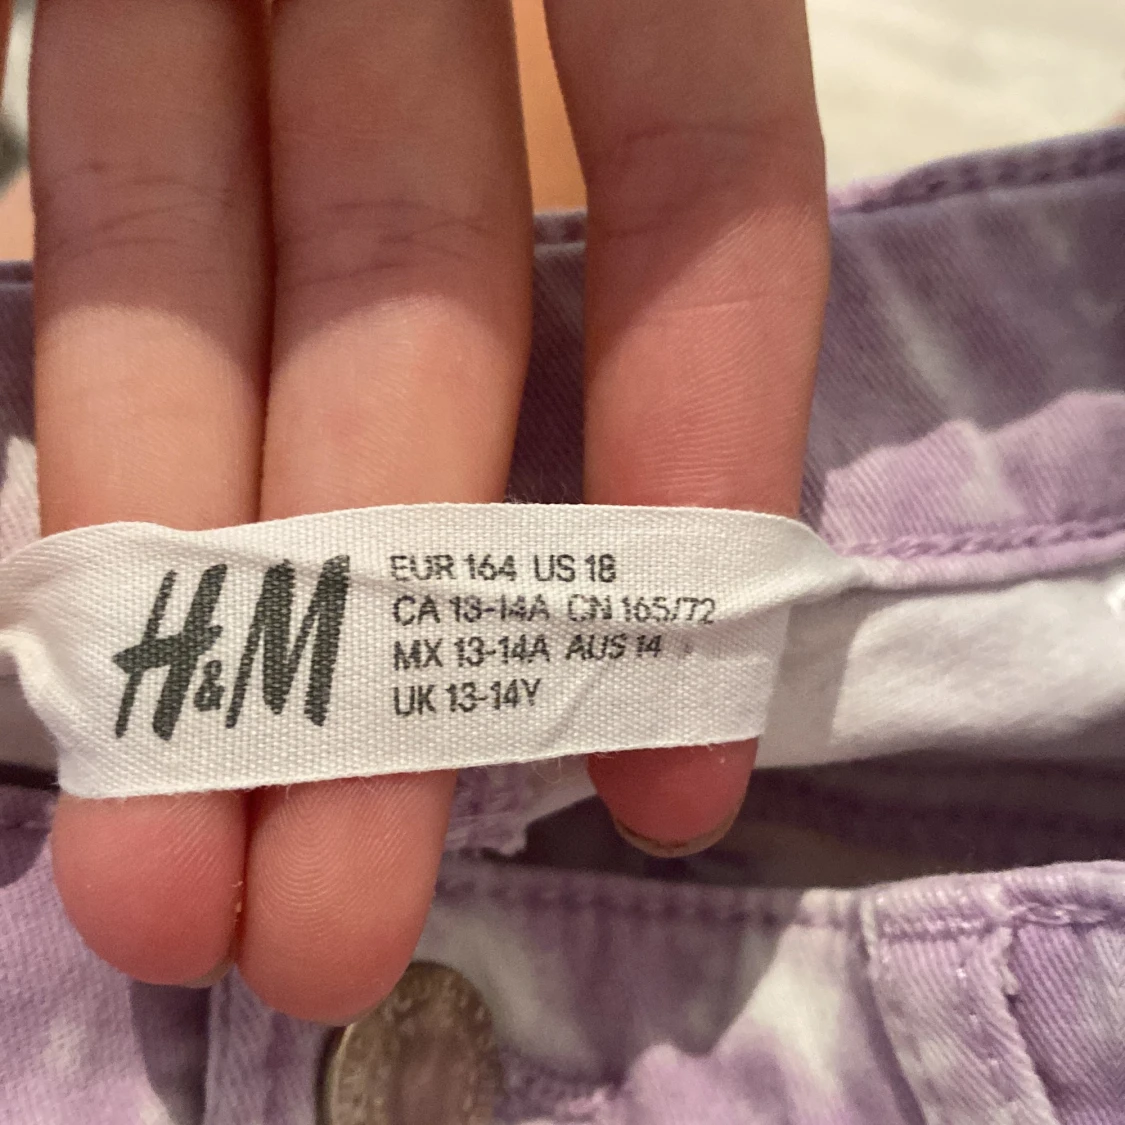 H&M
EUR 164 US 18
CA 13-14A CN 165/72
MX 13-14A AUS 14
UK 13-14Y